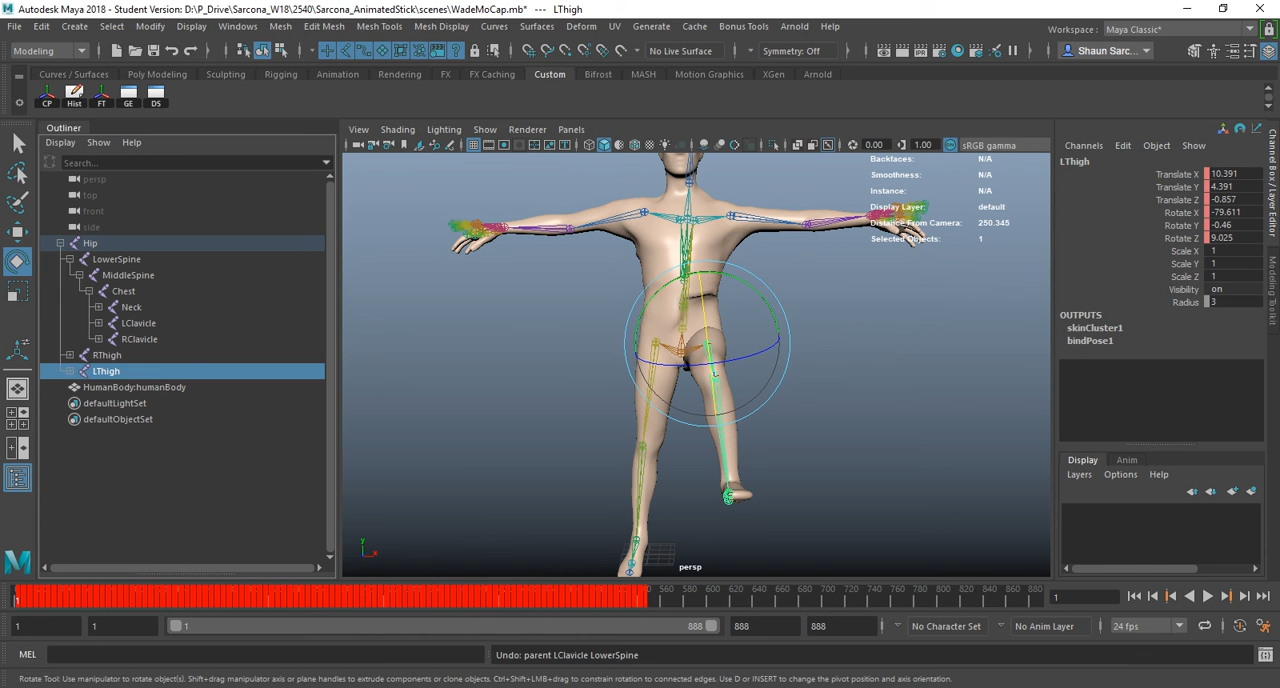 Autodesk Maya 2018 - Student Version: D:\P_Drive\Sarcona_W18\2540\Sarcona_AnimatedStick\scenes\WadeMoCap.mb* --- LThigh
File Edit Create Select Modify Display Windows Mesh Edit Mesh Mesh Tools Mesh Display Curves Surfaces Deform UV Generate Cache Bonus Tools Arnold Help
Workspace : Maya Classic*
Modeling No Live Surface Symmetry: Off Shaun Sarc...
Curves / Surfaces Poly Modeling Sculpting Rigging Animation Rendering FX FX Caching Custom Bifrost MASH Motion Graphics XGen Arnold
CP Hist FT GE DS
Outliner
Display Show Help
Search...
persp
top
front
side
Hip
LowerSpine
MiddleSpine
Chest
Neck
LClavicle
RClavicle
RThigh
LThigh
HumanBody:humanBody
defaultLightSet
defaultObjectSet
View Shading Lighting Show Renderer Panels
0.00 1.00 sRGB gamma
Backfaces: N/A
Smoothness: N/A
Instance: N/A
Display Layer: default
Distance From Camera: 250.345
Selected Objects: 1
y
x
persp
Channels Edit Object Show
LThigh
Translate X 10.391
Translate Y 4.391
Translate Z -0.857
Rotate X -79.611
Rotate Y -0.46
Rotate Z 9.025
Scale X 1
Scale Y 1
Scale Z 1
Visibility on
Radius 3
OUTPUTS
skinCluster1
bindPose1
Display Anim
Layers Options Help
Channel Box / Layer Editor
Modeling Toolkit
1 560 580 600 620 640 660 680 700 720 740 760 780 800 820 840 860 880 1
1 1 1 888 888 888 No Character Set No Anim Layer 24 fps
MEL Undo: parent LClavicle LowerSpine
Rotate Tool: Use manipulator to rotate object(s). Shift+drag manipulator axis or plane handles to extrude components or clone objects. Ctrl+Shift+LMB+drag to constrain rotation to connected edges. Use D or INSERT to change the pivot position and axis orientation.